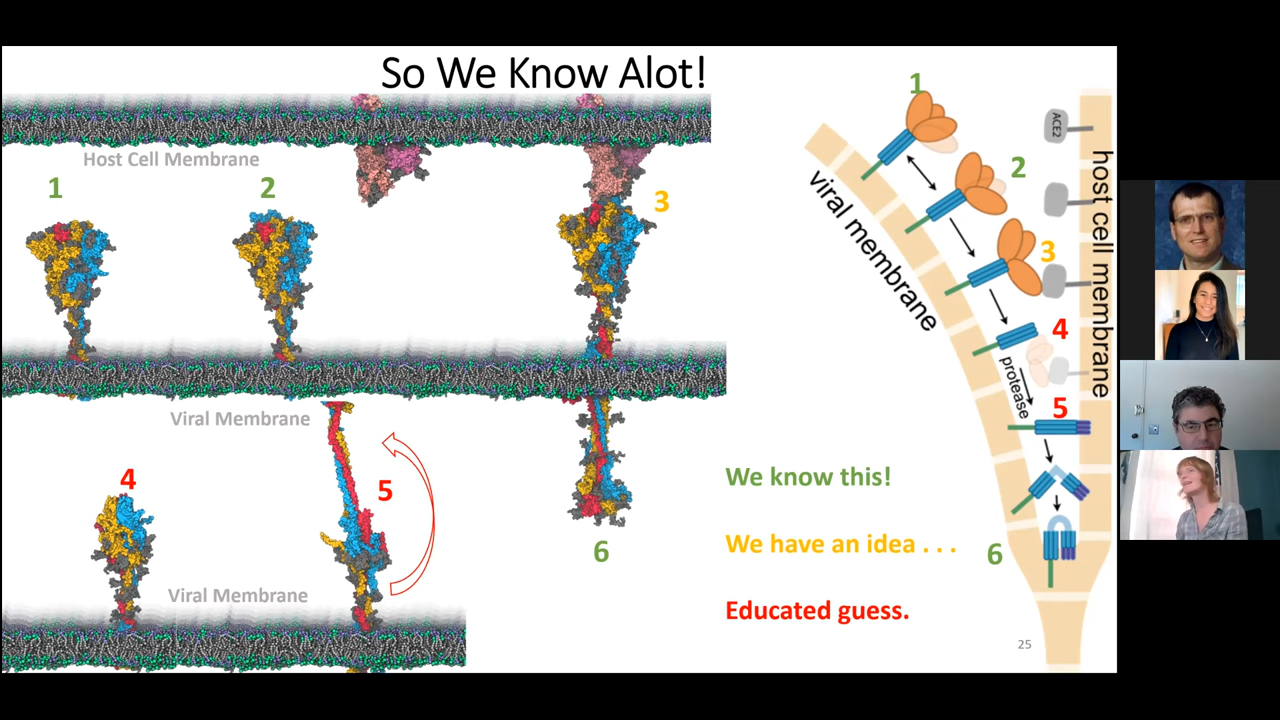 So We Know Alot!
Host Cell Membrane
1
2
3
Viral Membrane
4
5
6
Viral Membrane
1
2
3
4
5
6
ACE2
viral membrane
host cell membrane
protease
We know this!
We have an idea . . .
Educated guess.
25